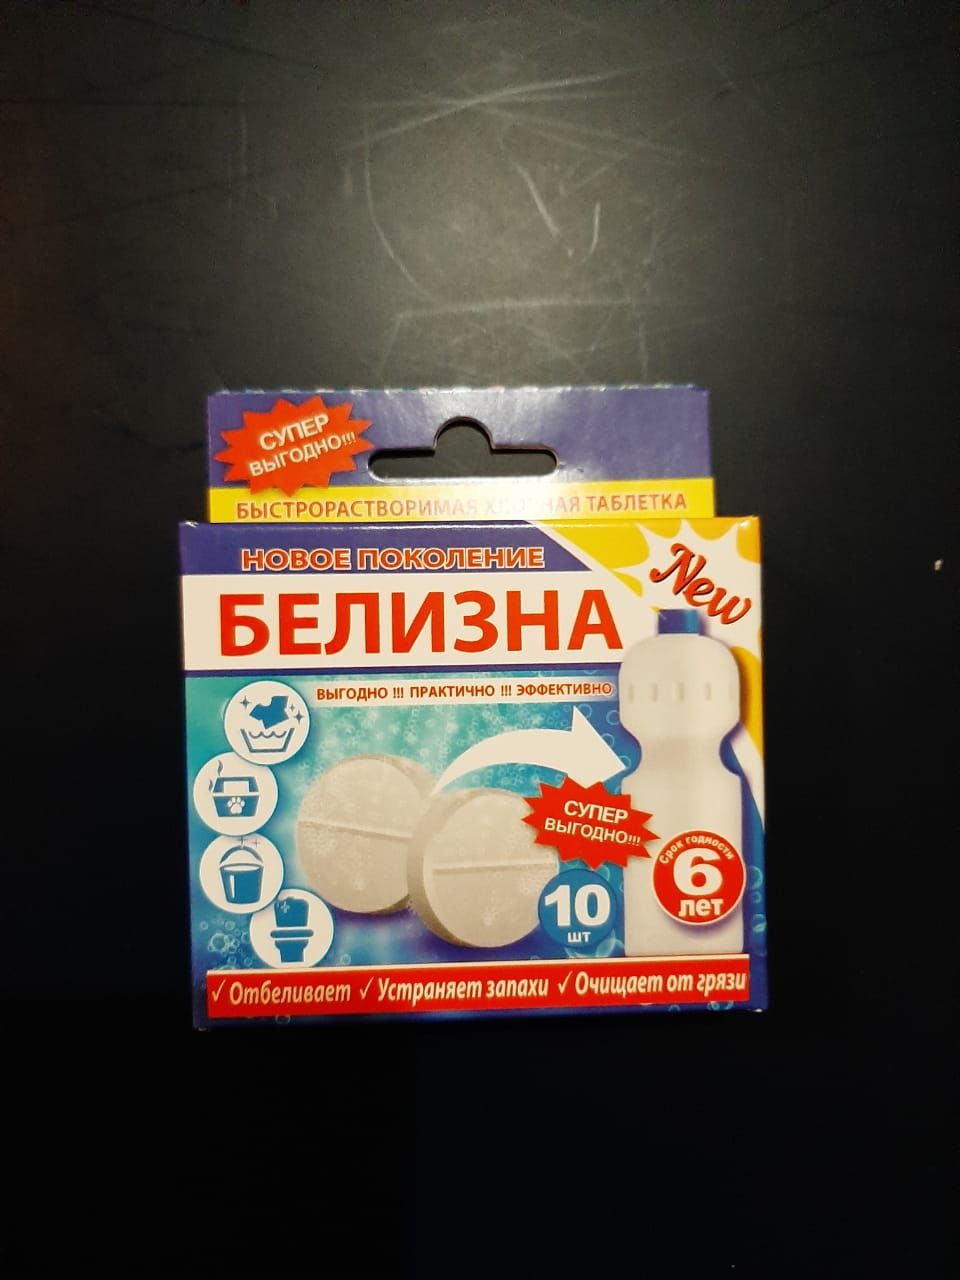 СУПЕР
ВЫГОДНО!!!
БЫСТРОРАСТВОРИМАЯ ХЛОРНАЯ ТАБЛЕТКА
НОВОЕ ПОКОЛЕНИЕ
New
БЕЛИЗНА
ВЫГОДНО !!! ПРАКТИЧНО !!! ЭФФЕКТИВНО
СУПЕР
ВЫГОДНО!!!
Срок годности
6
лет
10
шт
✓ Отбеливает ✓ Устраняет запахи ✓ Очищает от грязи